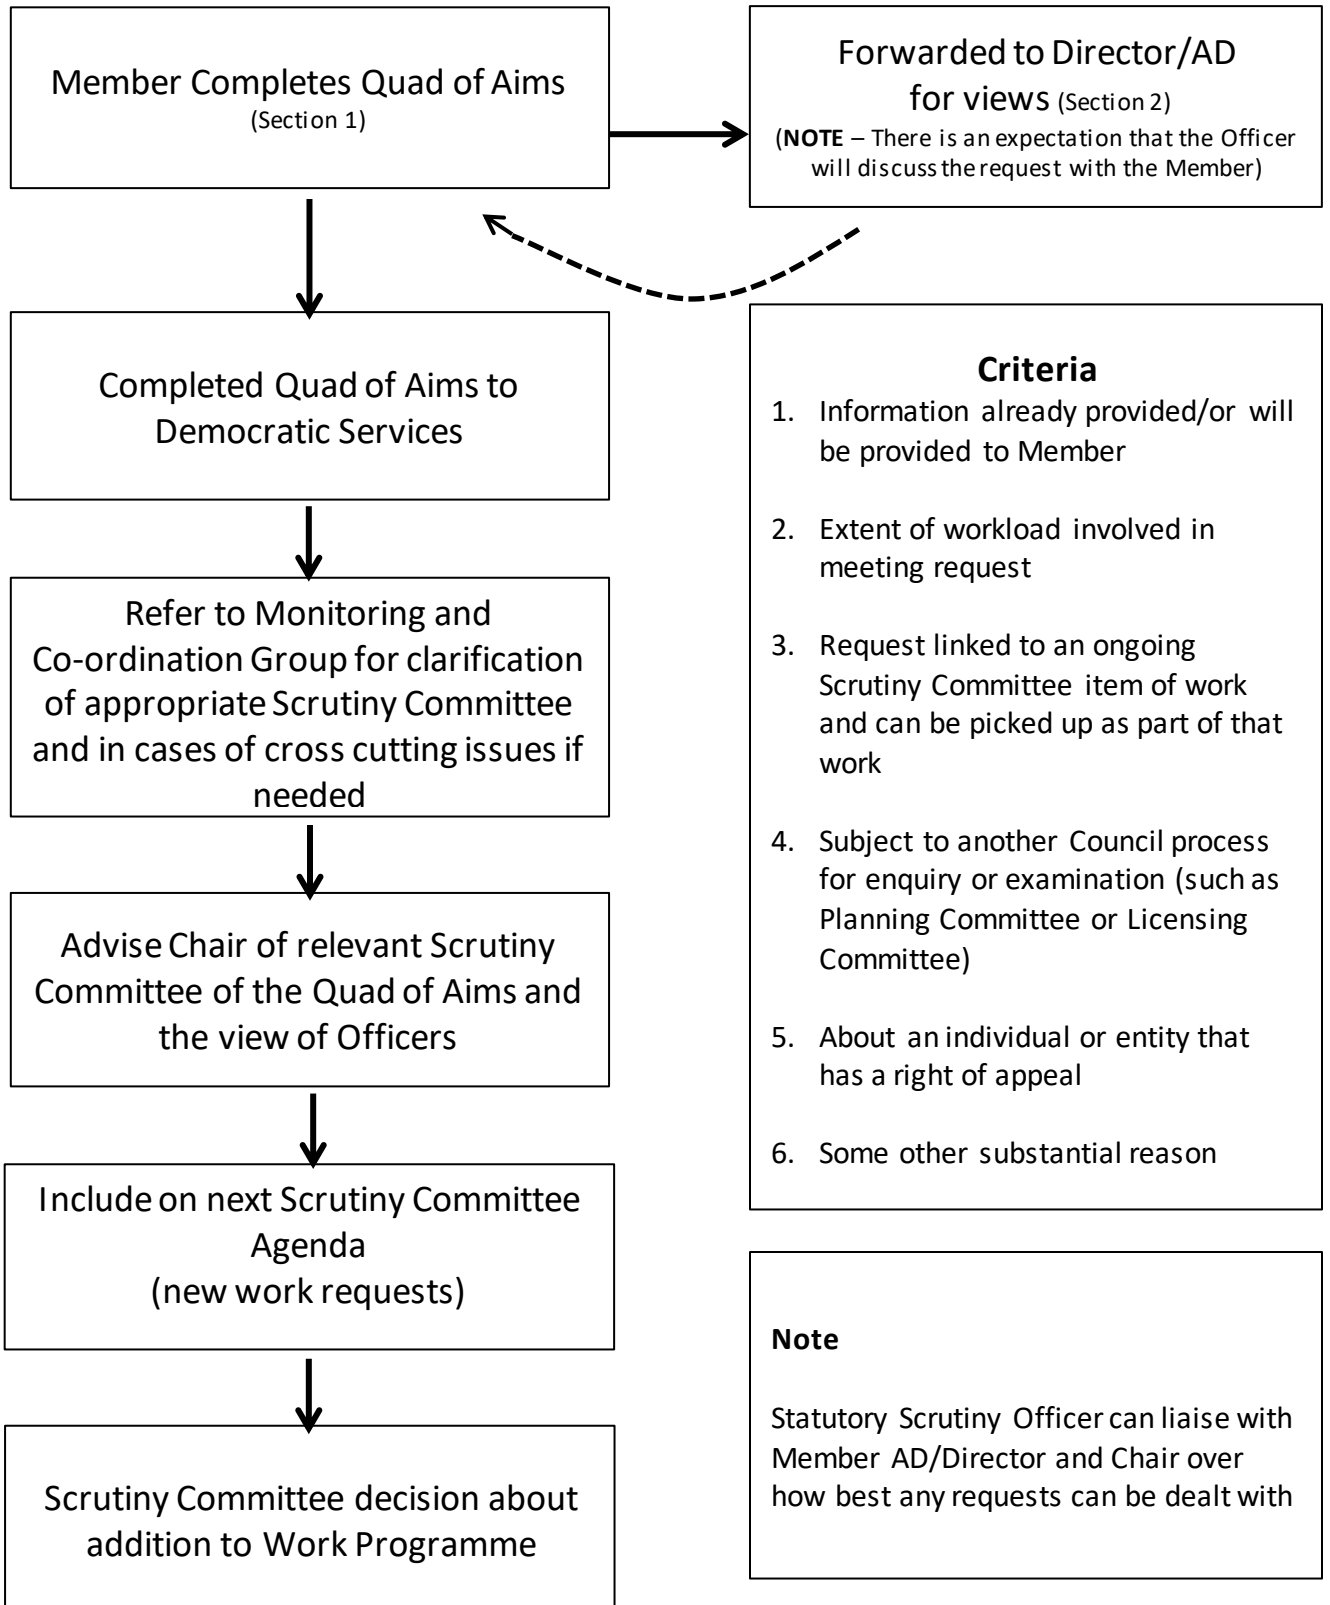 Member Completes Quad of Aims
(Section 1)
Forwarded to Director/AD
for views (Section 2)
(NOTE – There is an expectation that the Officer
will discuss the request with the Member)
Completed Quad of Aims to
Democratic Services
Refer to Monitoring and
Co-ordination Group for clarification
of appropriate Scrutiny Committee
and in cases of cross cutting issues if
needed
Advise Chair of relevant Scrutiny
Committee of the Quad of Aims and
the view of Officers
Include on next Scrutiny Committee
Agenda
(new work requests)
Scrutiny Committee decision about
addition to Work Programme
Criteria
1. Information already provided/or will
be provided to Member
2. Extent of workload involved in
meeting request
3. Request linked to an ongoing
Scrutiny Committee item of work
and can be picked up as part of that
work
4. Subject to another Council process
for enquiry or examination (such as
Planning Committee or Licensing
Committee)
5. About an individual or entity that
has a right of appeal
6. Some other substantial reason
Note
Statutory Scrutiny Officer can liaise with
Member AD/Director and Chair over
how best any requests can be dealt with